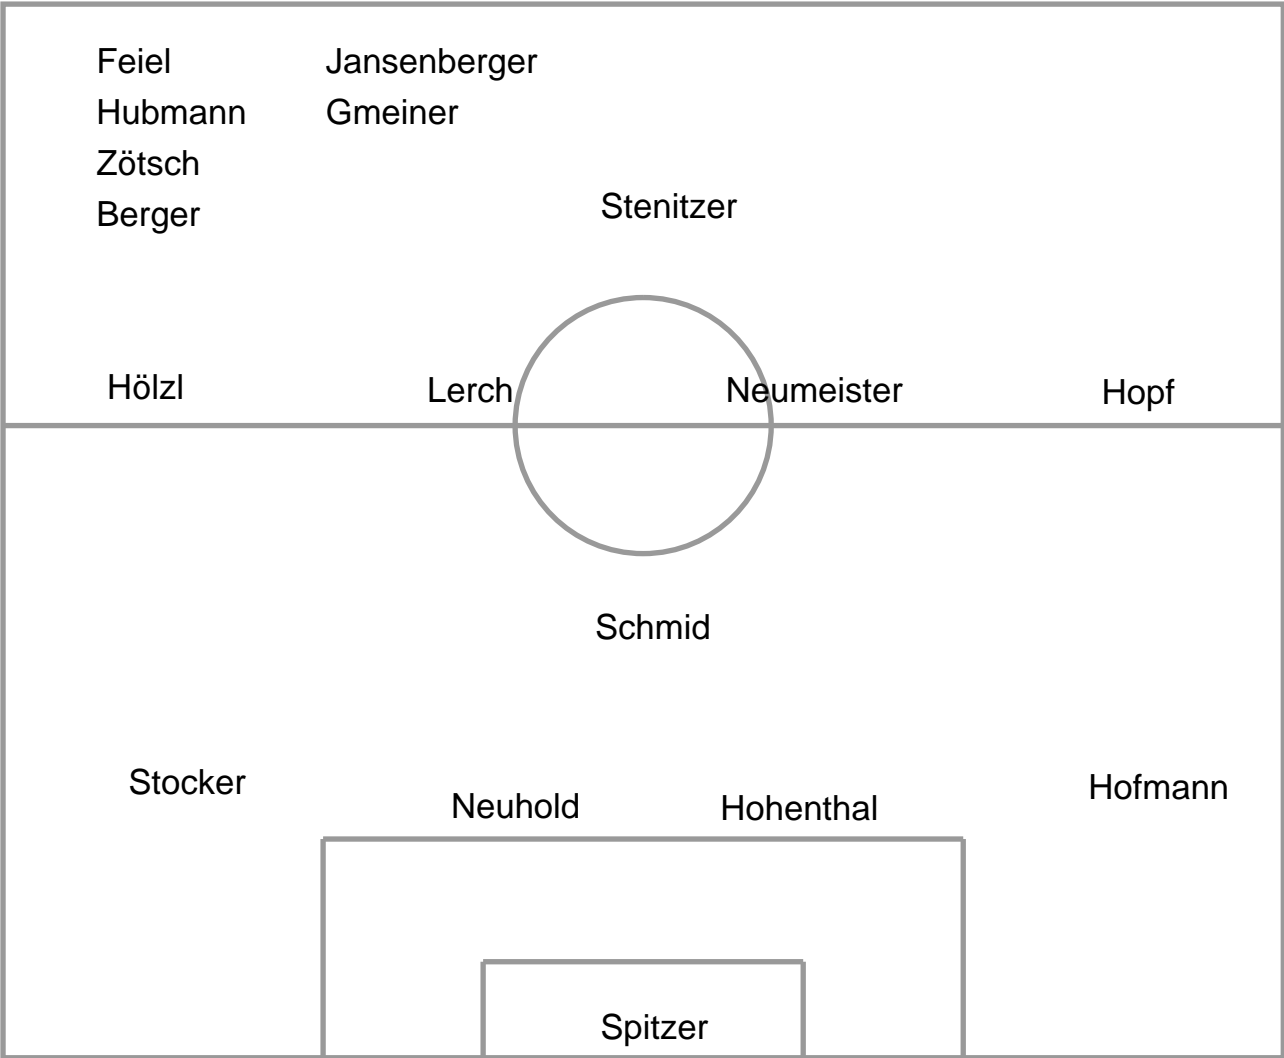 Feiel Jansenberger
Hubmann Gmeiner
Zötsch
Berger
Stenitzer
Hölzl Lerch Neumeister Hopf
Schmid
Stocker Neuhold Hohenthal Hofmann
Spitzer